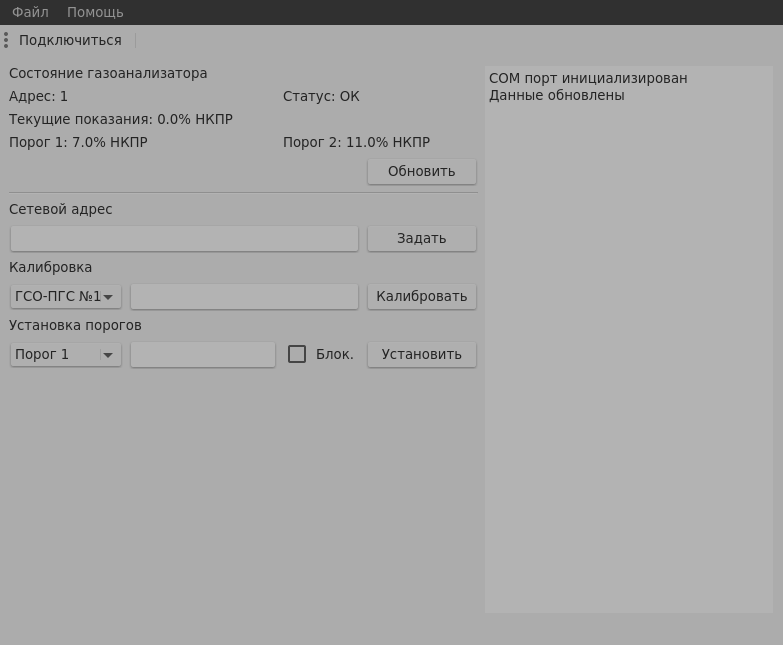 Файл Помощь
Подключиться
Состояние газоанализатора
Адрес: 1 Статус: ОК
Текущие показания: 0.0% НКПР
Порог 1: 7.0% НКПР Порог 2: 11.0% НКПР
Обновить
Сетевой адрес
Задать
Калибровка
ГСО-ПГС №1 Калибровать
Установка порогов
Порог 1 Блок. Установить
COM порт инициализирован
Данные обновлены